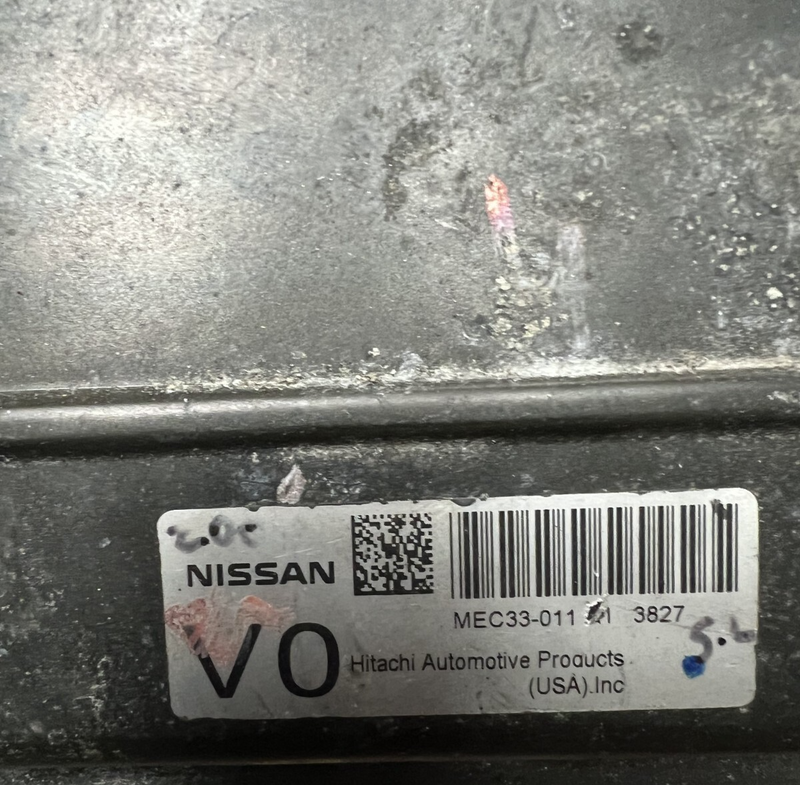 NISSAN
MEC33-011 3827
V0
Hitachi Automotive Products
(USA).Inc